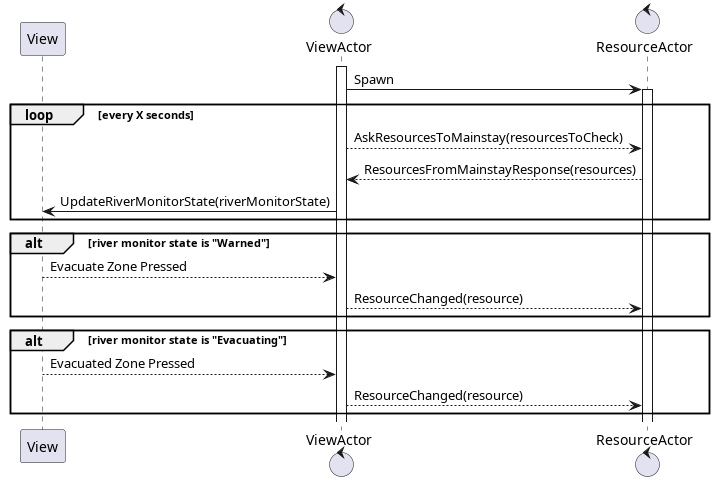 View
ViewActor
ResourceActor
Spawn
loop
[every X seconds]
AskResourcesToMainstay(resourcesToCheck)
ResourcesFromMainstayResponse(resources)
UpdateRiverMonitorState(riverMonitorState)
alt
[river monitor state is "Warned"]
Evacuate Zone Pressed
ResourceChanged(resource)
alt
[river monitor state is "Evacuating"]
Evacuated Zone Pressed
ResourceChanged(resource)
View
ViewActor
ResourceActor